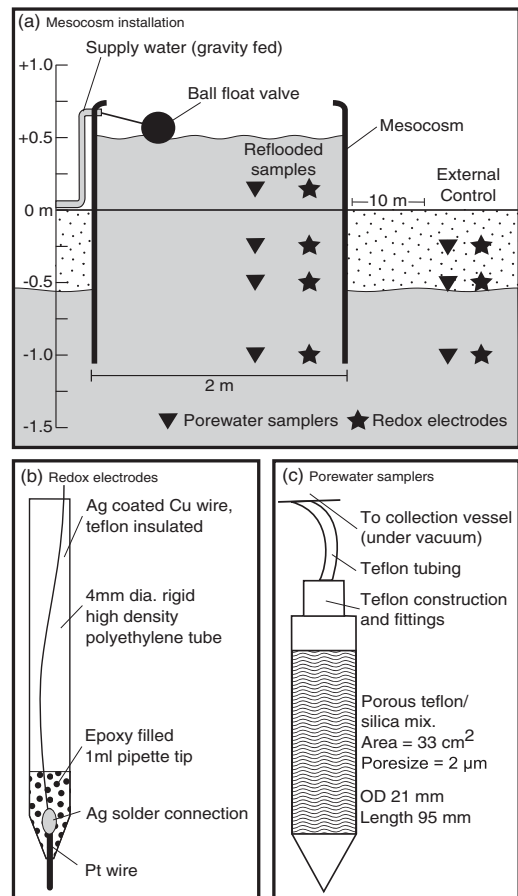 (a) Mesocosm installation
+1.0
Supply water (gravity fed)
Ball float valve
+0.5
Mesocosm
Reflooded
samples
External
Control
0 m
10 m
-0.5
-1.0
2 m
-1.5
Porewater samplers
Redox electrodes
(b) Redox electrodes
Ag coated Cu wire,
teflon insulated
4mm dia. rigid
high density
polyethylene tube
Epoxy filled
1ml pipette tip
Ag solder connection
Pt wire
(c) Porewater samplers
To collection vessel
(under vacuum)
Teflon tubing
Teflon construction
and fittings
Porous teflon/
silica mix.
Area = 33 cm²
Poresize = 2 µm
OD 21 mm
Length 95 mm